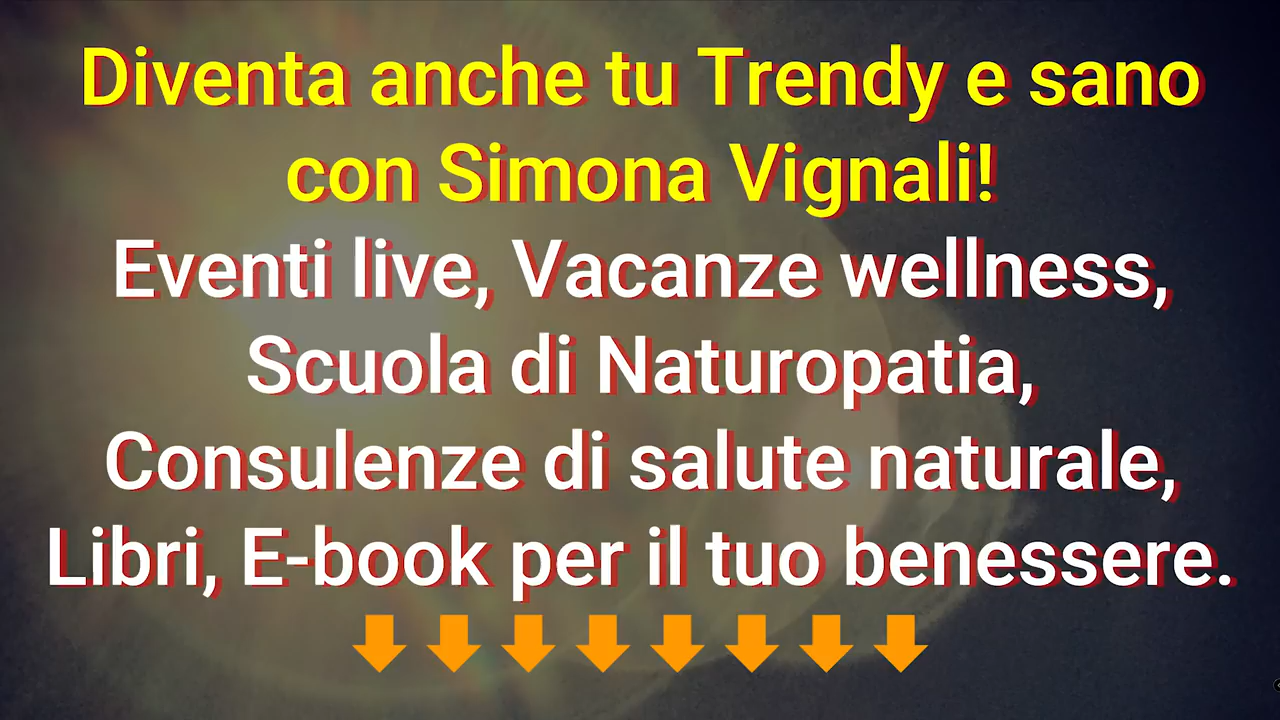 Diventa anche tu Trendy e sano
con Simona Vignali!
Eventi live, Vacanze wellness,
Scuola di Naturopatia,
Consulenze di salute naturale,
Libri, E-book per il tuo benessere.